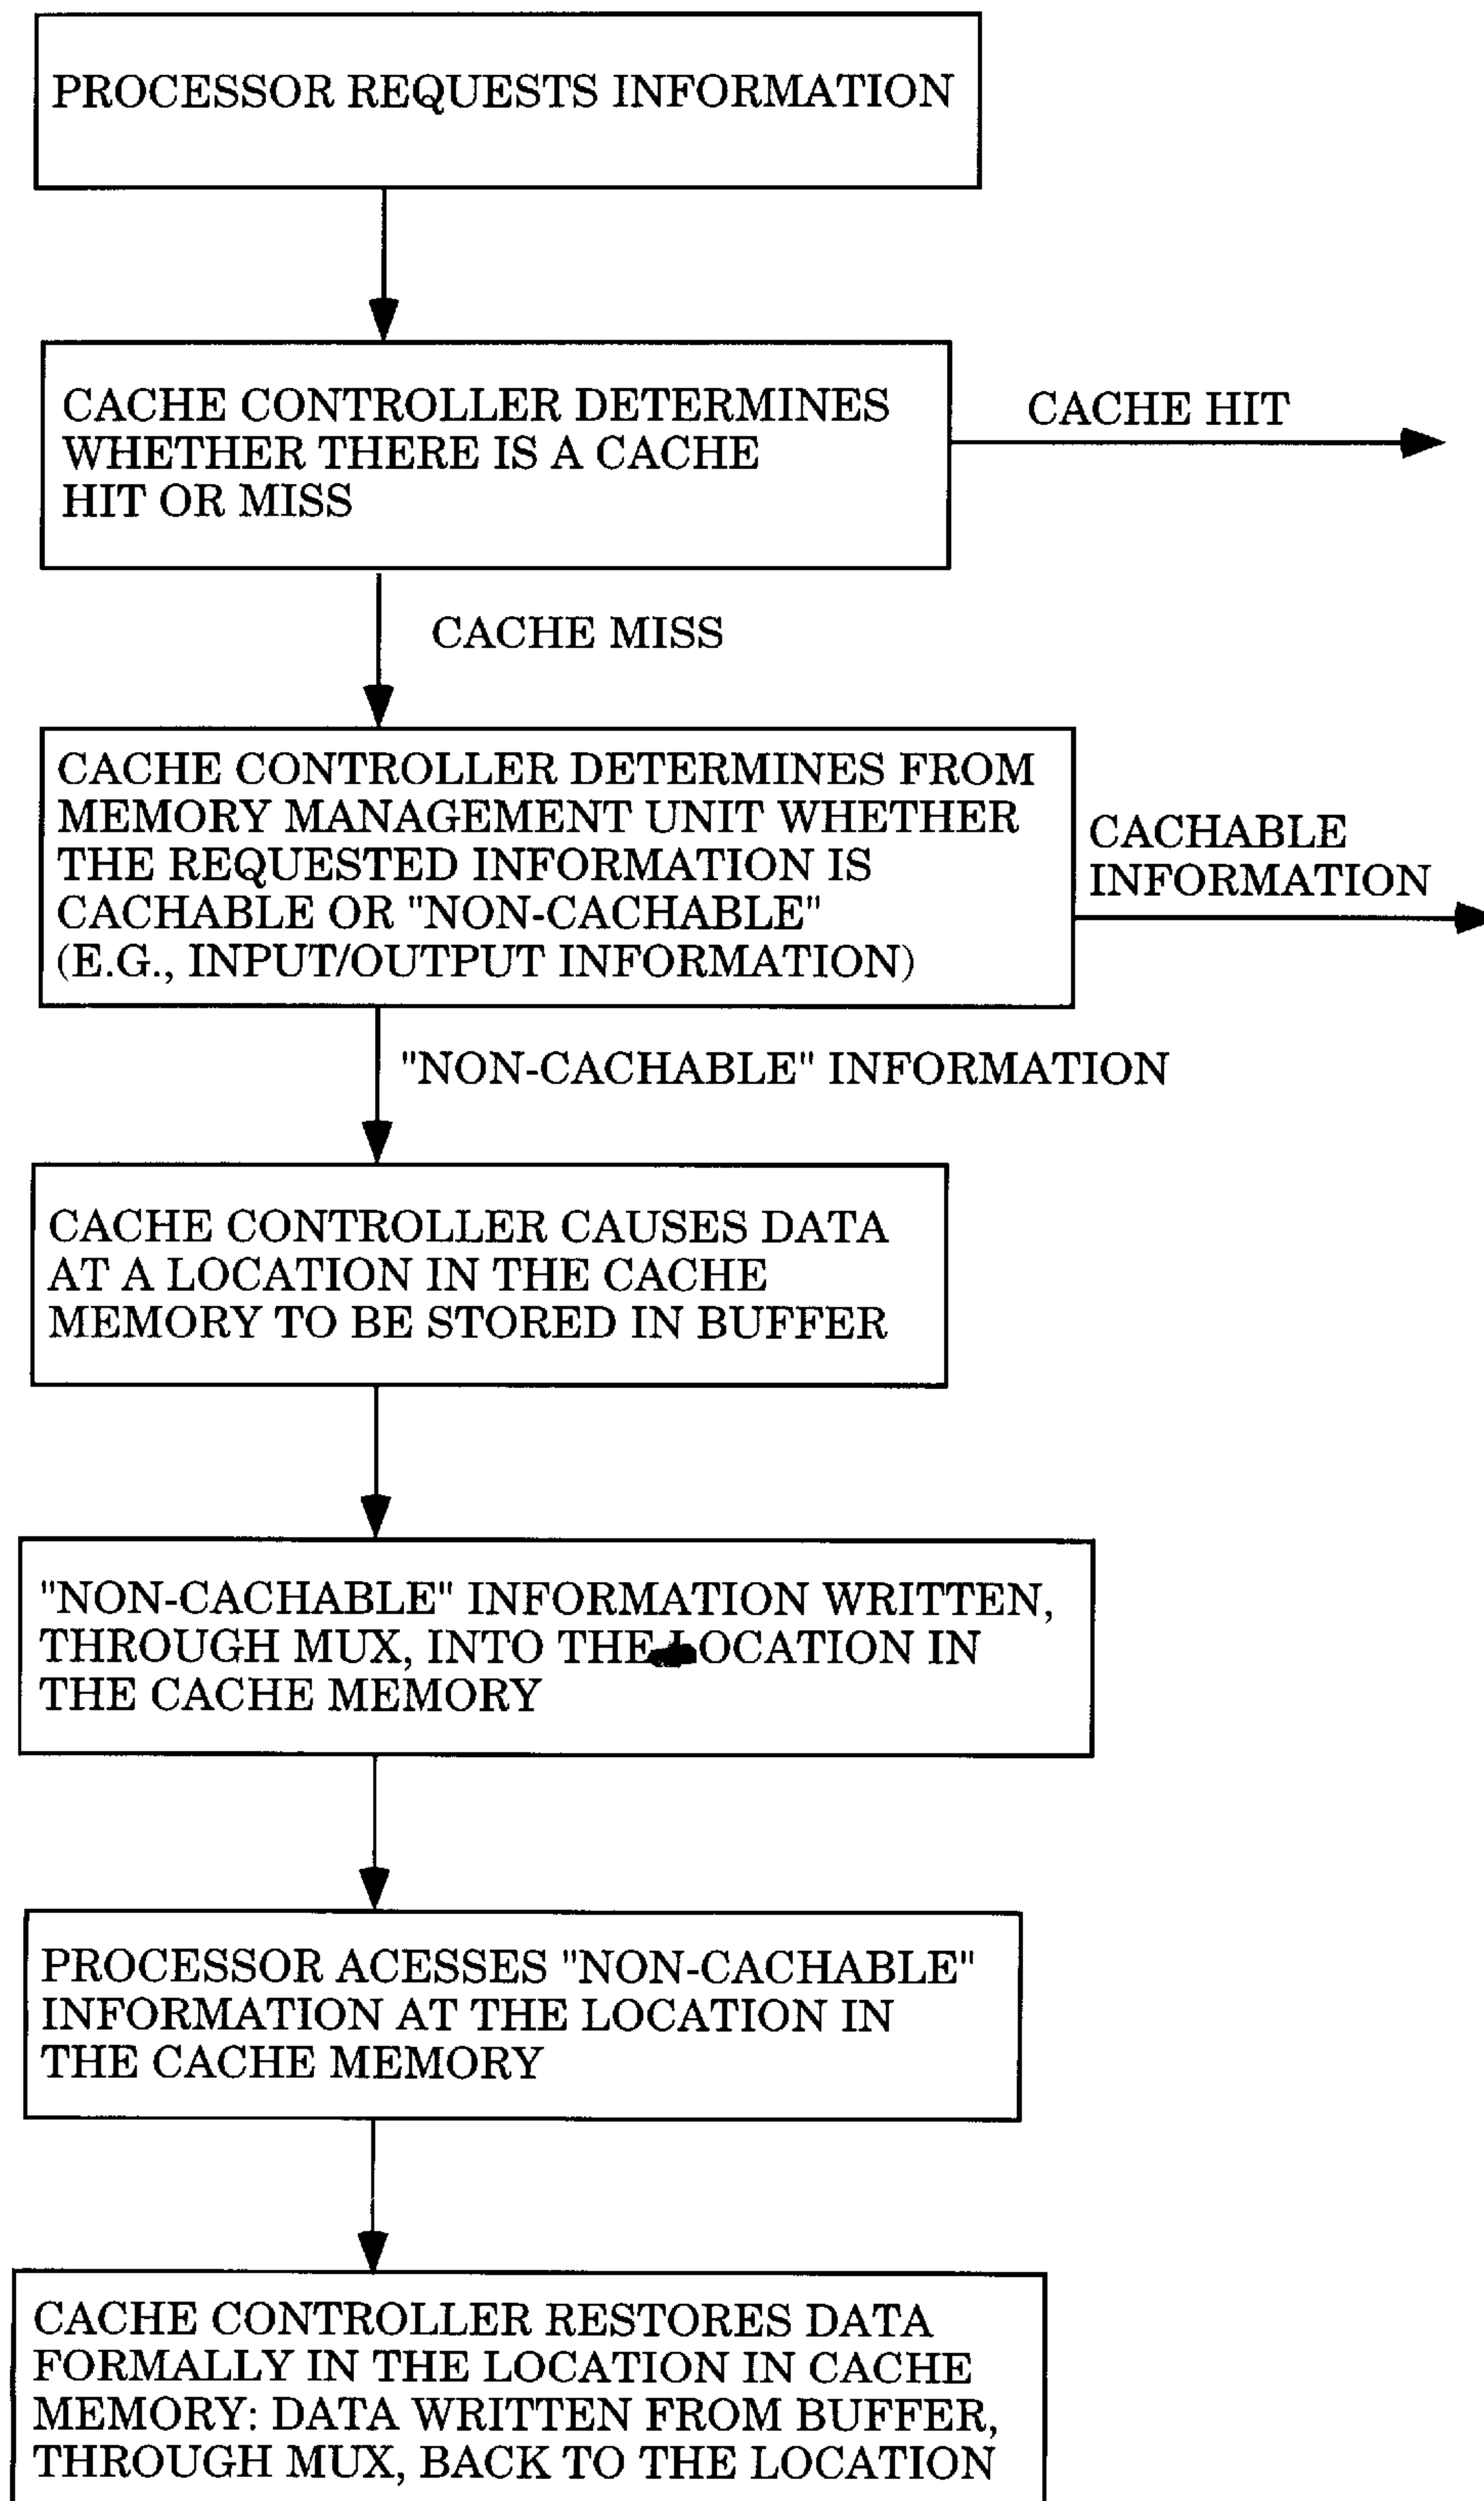 PROCESSOR REQUESTS INFORMATION
CACHE CONTROLLER DETERMINES
WHETHER THERE IS A CACHE
HIT OR MISS
CACHE HIT
CACHE MISS
CACHE CONTROLLER DETERMINES FROM
MEMORY MANAGEMENT UNIT WHETHER
THE REQUESTED INFORMATION IS
CACHABLE OR "NON-CACHABLE"
(E.G., INPUT/OUTPUT INFORMATION)
CACHABLE
INFORMATION
"NON-CACHABLE" INFORMATION
CACHE CONTROLLER CAUSES DATA
AT A LOCATION IN THE CACHE
MEMORY TO BE STORED IN BUFFER
"NON-CACHABLE" INFORMATION WRITTEN,
THROUGH MUX, INTO THE LOCATION IN
THE CACHE MEMORY
PROCESSOR ACESSES "NON-CACHABLE"
INFORMATION AT THE LOCATION IN
THE CACHE MEMORY
CACHE CONTROLLER RESTORES DATA
FORMALLY IN THE LOCATION IN CACHE
MEMORY: DATA WRITTEN FROM BUFFER,
THROUGH MUX, BACK TO THE LOCATION